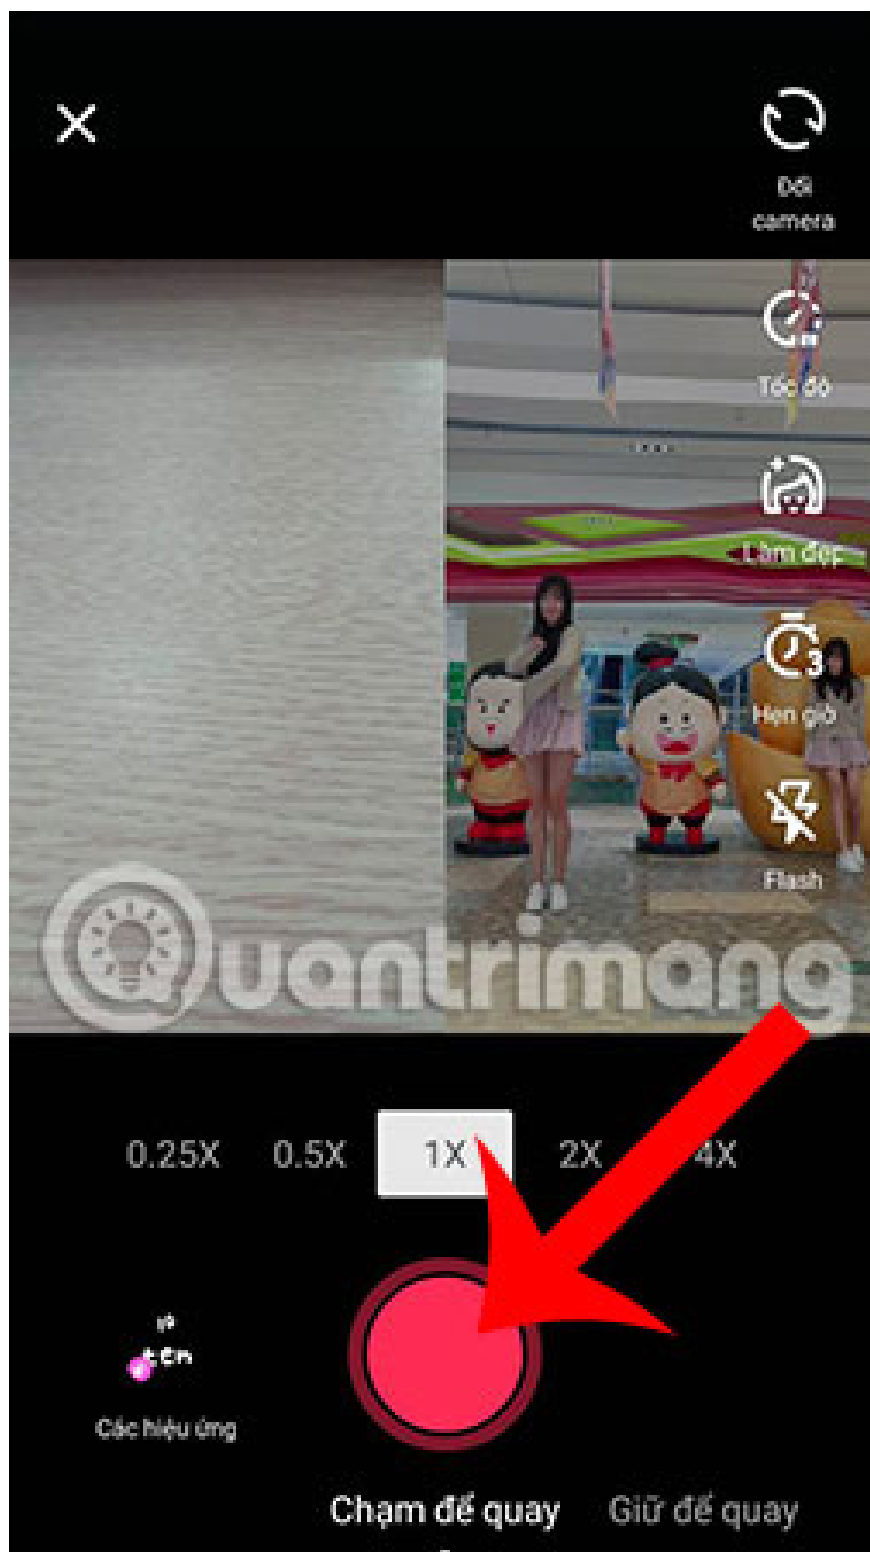 Đổi
camera
Tốc độ
Làm đẹp
3
Hẹn giờ
Flash
Quantrimang
0.25X 0.5X 1X 2X 4X
Các hiệu ứng
Chạm để quay Giữ để quay